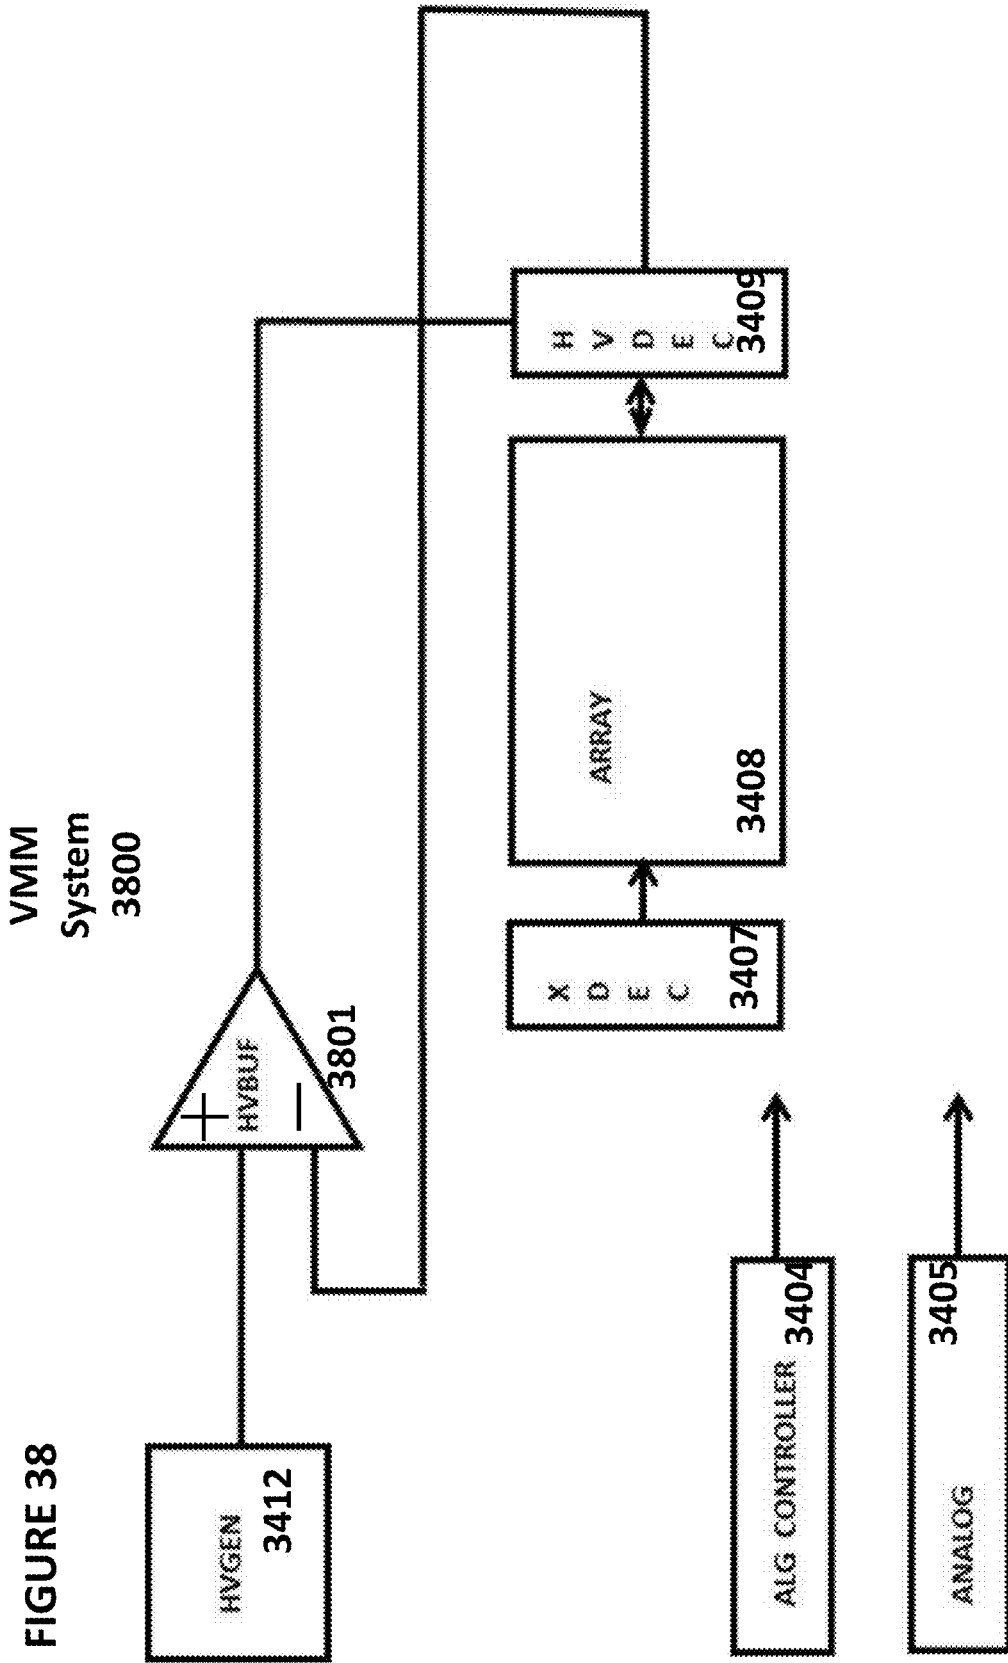 FIGURE 38
VMM
System
3800
HVGEN
3412
+
HVBUF
−
3801
X
D
E
C
3407
ARRAY
3408
H
V
D
E
C
3409
ALG CONTROLLER
3404
ANALOG
3405